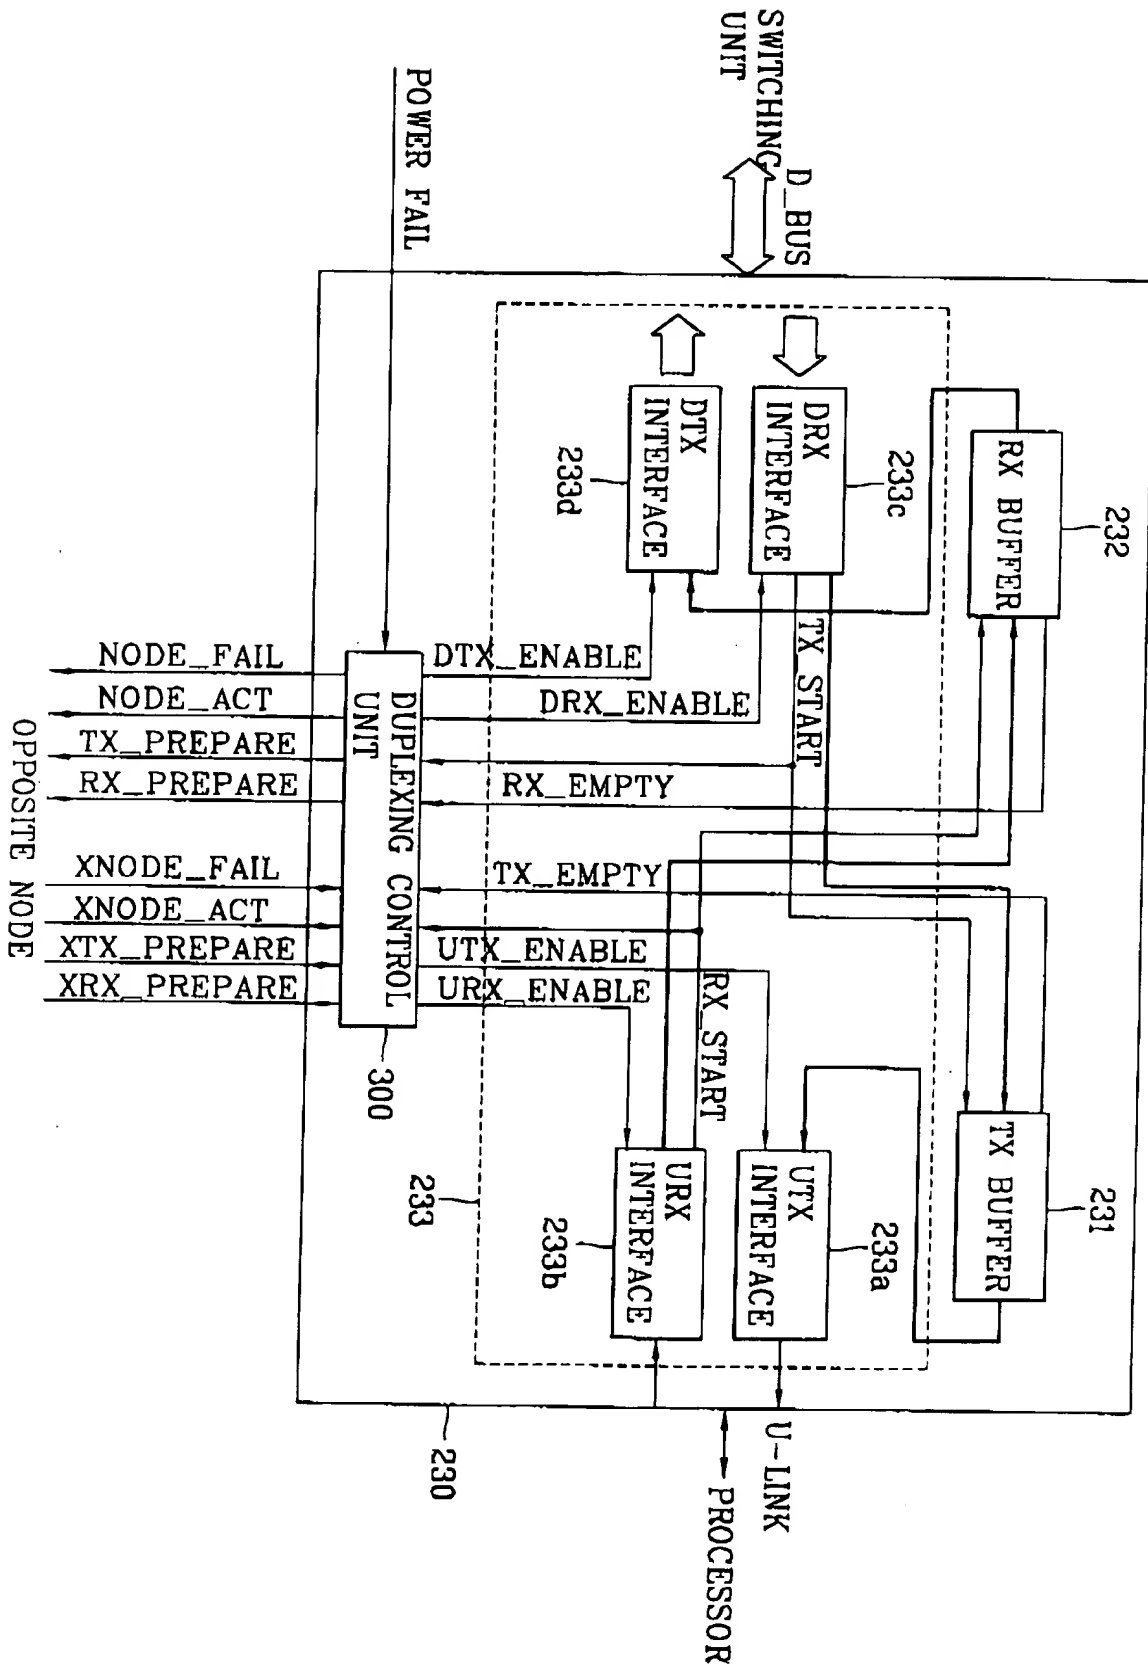 SWITCHING
UNIT
D_BUS
POWER FAIL
232
RX BUFFER
233c
DRX
INTERFACE
DTX
INTERFACE
233d
TX_START
DTX_ENABLE
DRX_ENABLE
RX_EMPTY
TX_EMPTY
UTX_ENABLE
URX_ENABLE
RX_START
NODE_FAIL
NODE_ACT
TX_PREPARE
RX_PREPARE
XNODE_FAIL
XNODE_ACT
XTX_PREPARE
XRX_PREPARE
OPPOSITE NODE
DUPLEXING CONTROL
UNIT
300
231
TX BUFFER
233a
UTX
INTERFACE
URX
INTERFACE
233b
233
230
U-LINK
PROCESSOR